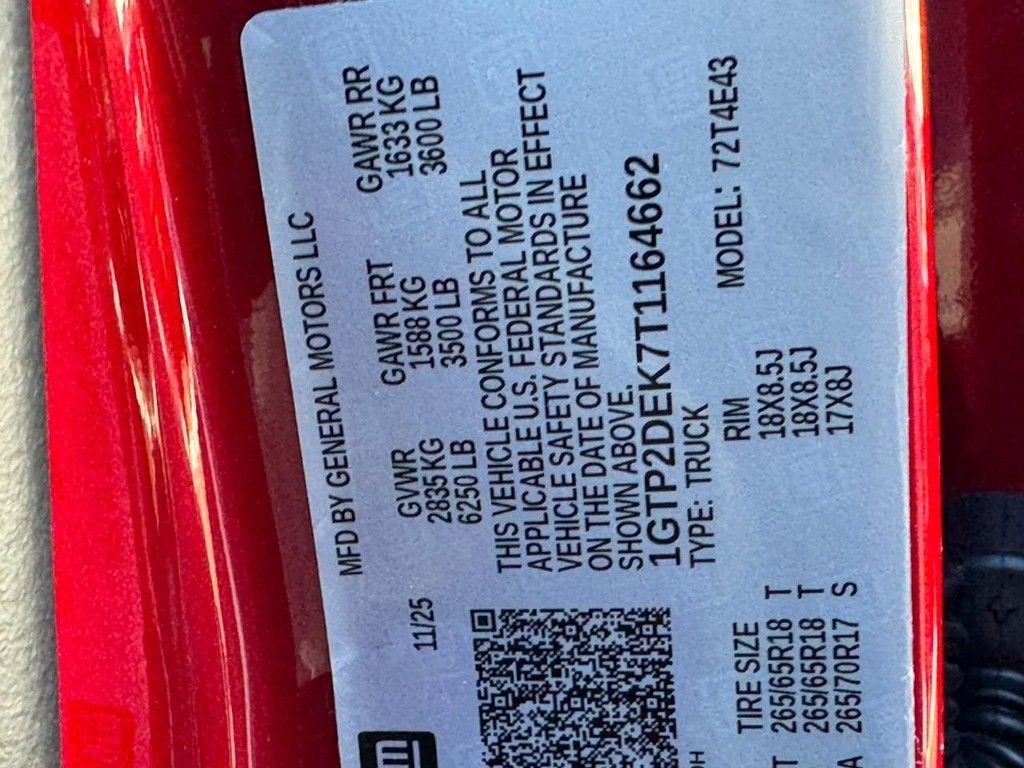 MFD BY GENERAL MOTORS LLC
11/25
GVWR GAWR FRT GAWR RR
2835 KG 1588 KG 1633 KG
6250 LB 3500 LB 3600 LB
THIS VEHICLE CONFORMS TO ALL
APPLICABLE U.S. FEDERAL MOTOR
VEHICLE SAFETY STANDARDS IN EFFECT
ON THE DATE OF MANUFACTURE
SHOWN ABOVE.
1GTP2DEK7T1164662
TYPE: TRUCK MODEL: 72T4E43
TIRE SIZE RIM
265/65R18 T 18X8.5J
265/65R18 T 18X8.5J
265/70R17 S 17X8J